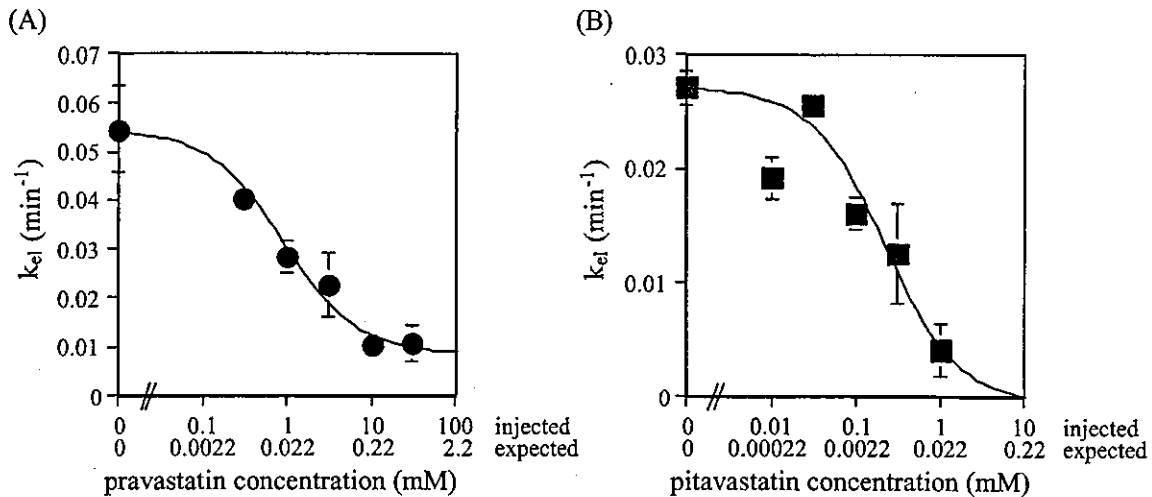 (A)
0.07
0.06
0.05
0.04
0.03
0.02
0.01
0
kel (min-1)
0 0.1 1 10 100 injected
0 0.0022 0.022 0.22 2.2 expected
pravastatin concentration (mM)
(B)
0.03
0.02
0.01
0
kel (min-1)
0 0.01 0.1 1 10 injected
0 0.00022 0.0022 0.022 0.22 expected
pitavastatin concentration (mM)